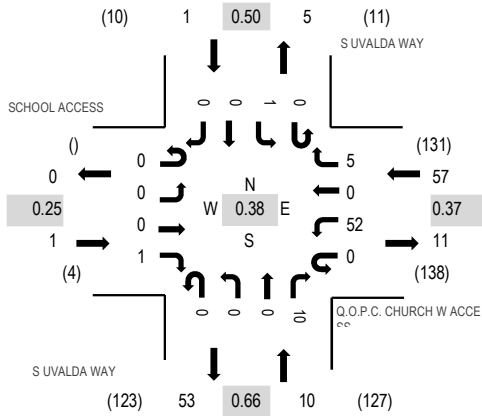 (10) 1 0.50 5 (11)
S UVALDA WAY
SCHOOL ACCESS
0 0 1 0
() 0 5 (131)
0 57
0 N 0
0.25 W 0.38 E 0.37
0 52
1 S 11
1 0
(4) (138)
0 0 0 10
Q.O.P.C. CHURCH W ACCE
SS
S UVALDA WAY
(123) 53 0.66 10 (127)